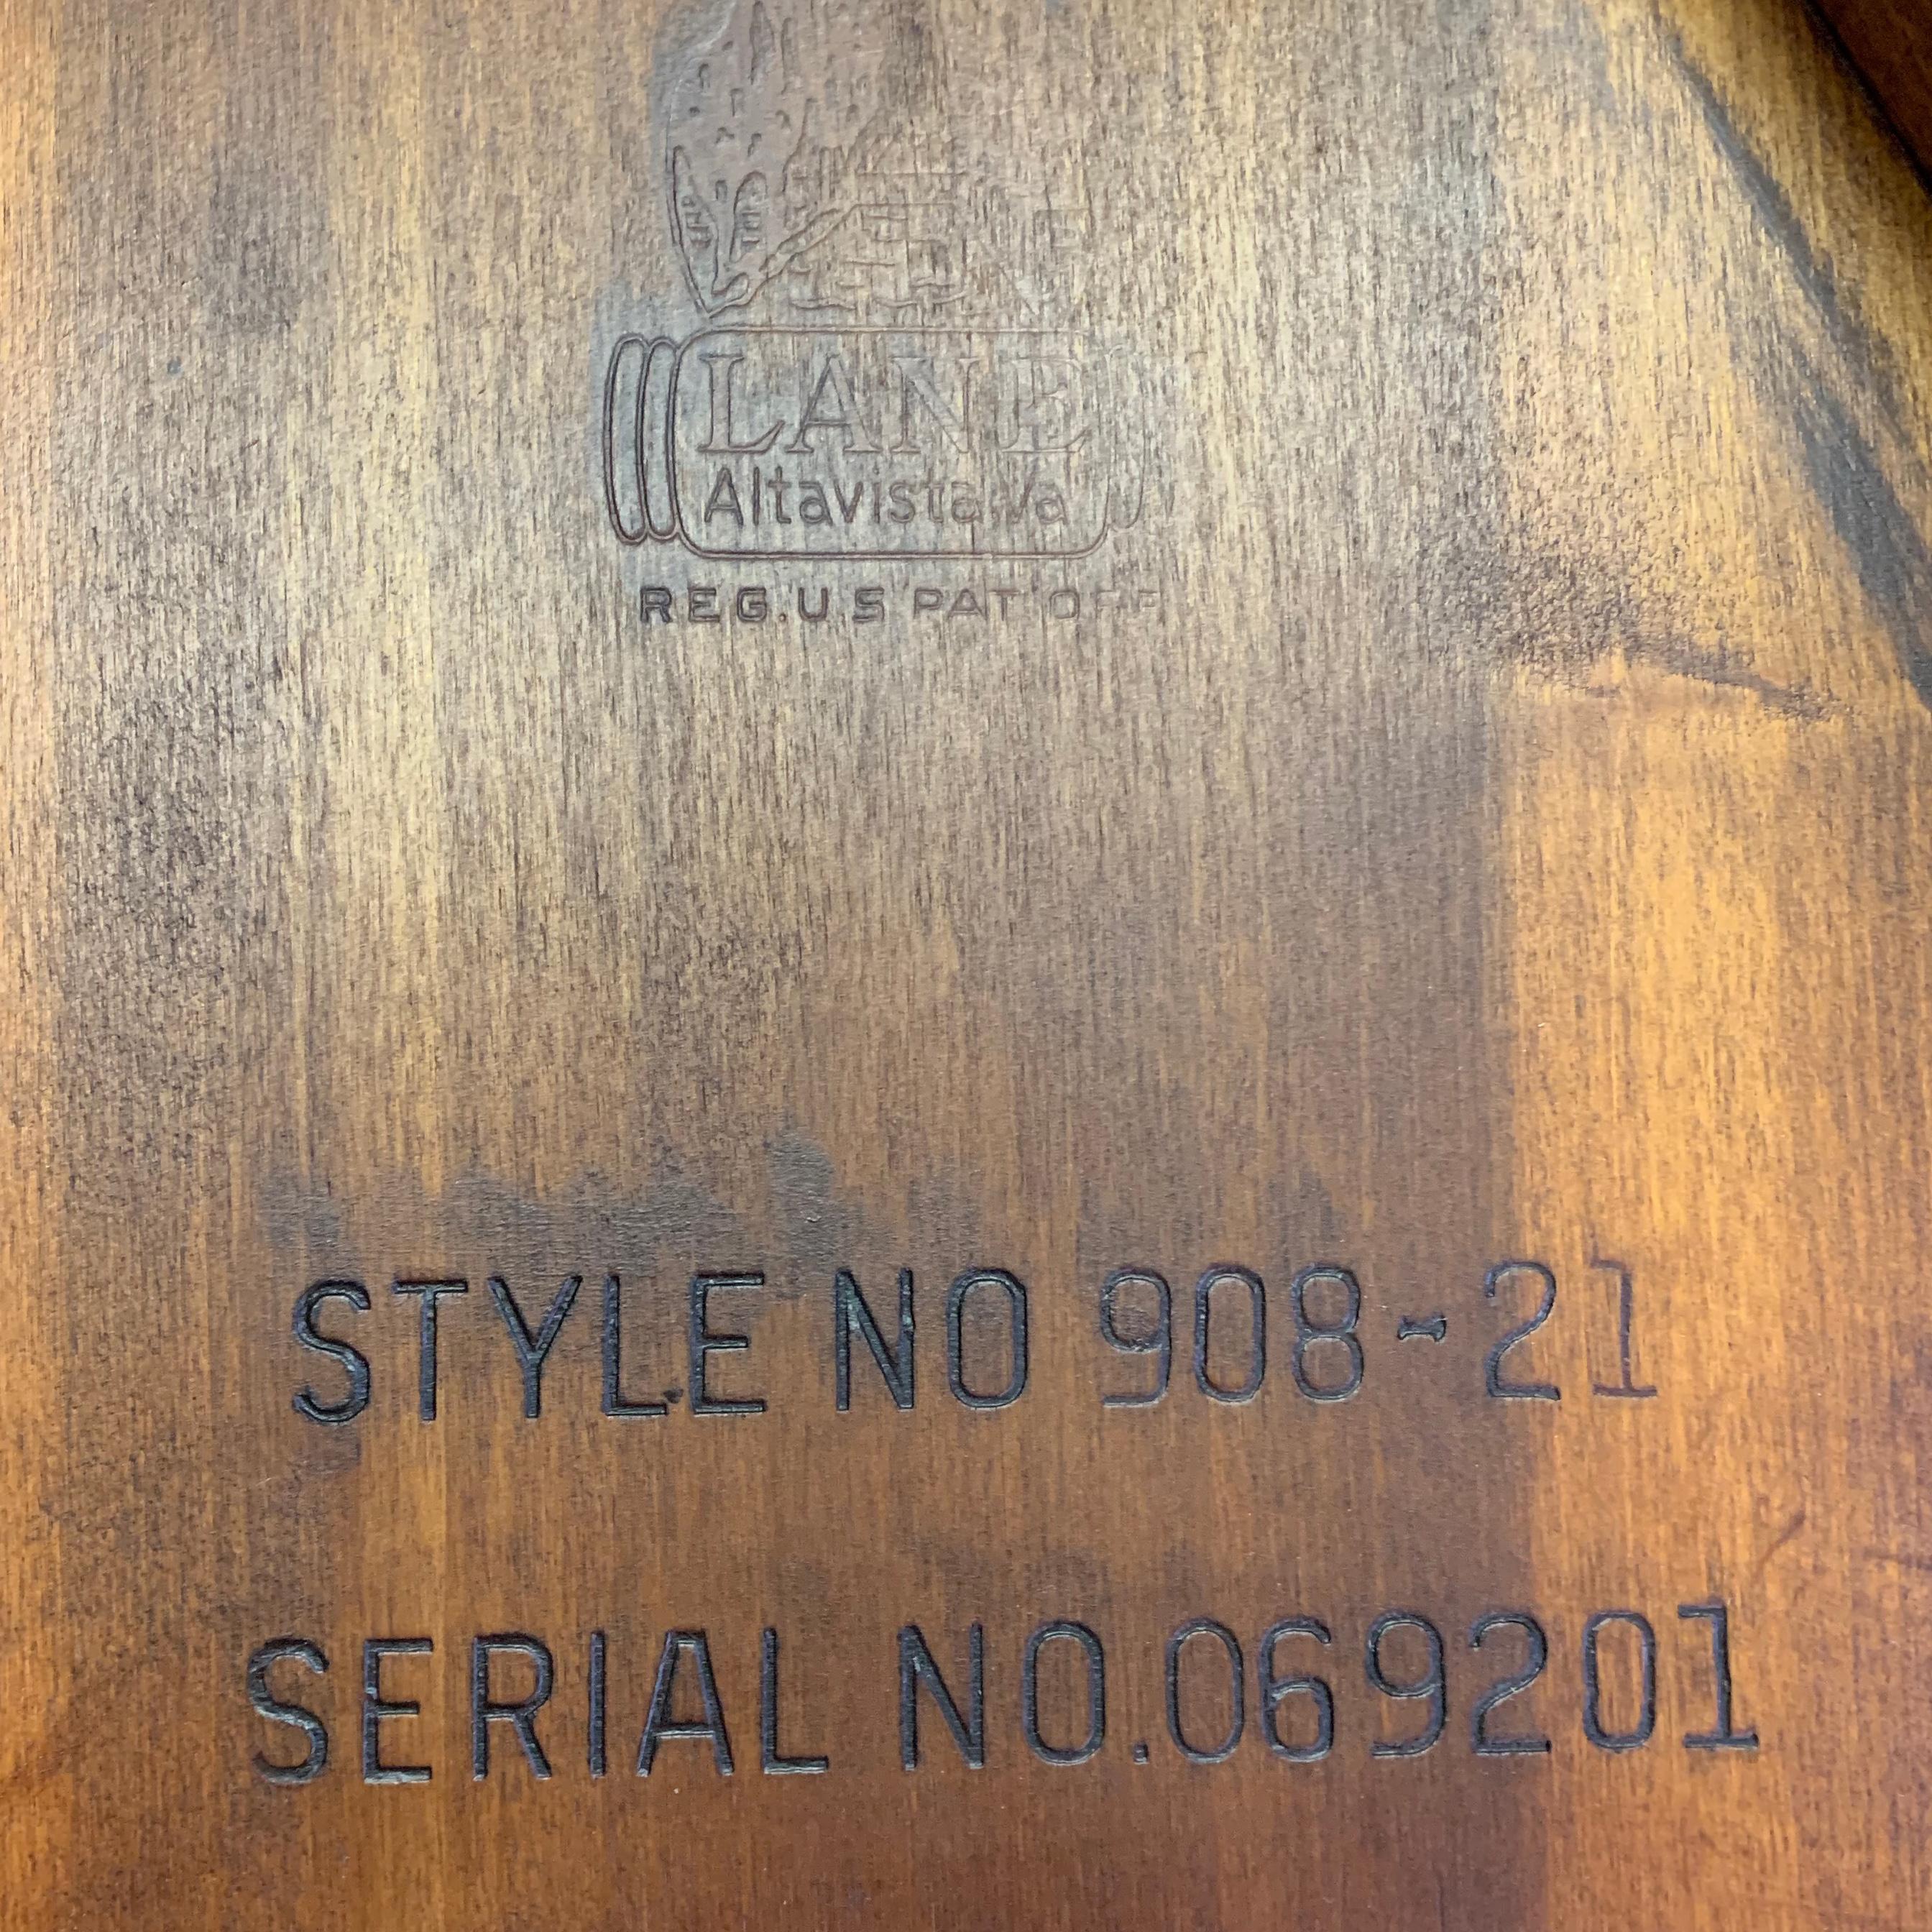 LANE
Altavista.Va
REG.U.S PAT OFF
STYLE NO 908-21
SERIAL NO.069201